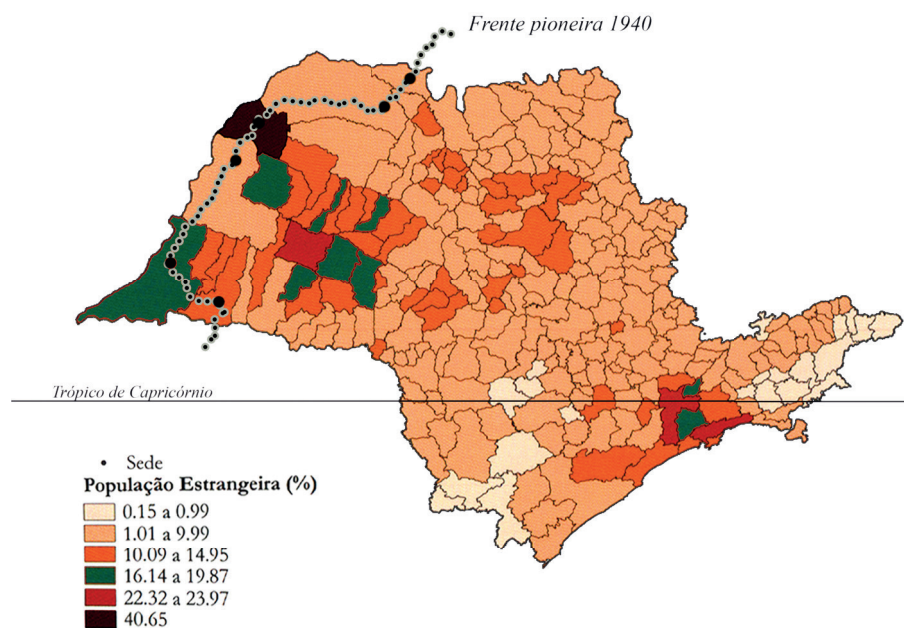 Frente pioneira 1940
Trópico de Capricórnio
• Sede
População Estrangeira (%)
0.15 a 0.99
1.01 a 9.99
10.09 a 14.95
16.14 a 19.87
22.32 a 23.97
40.65